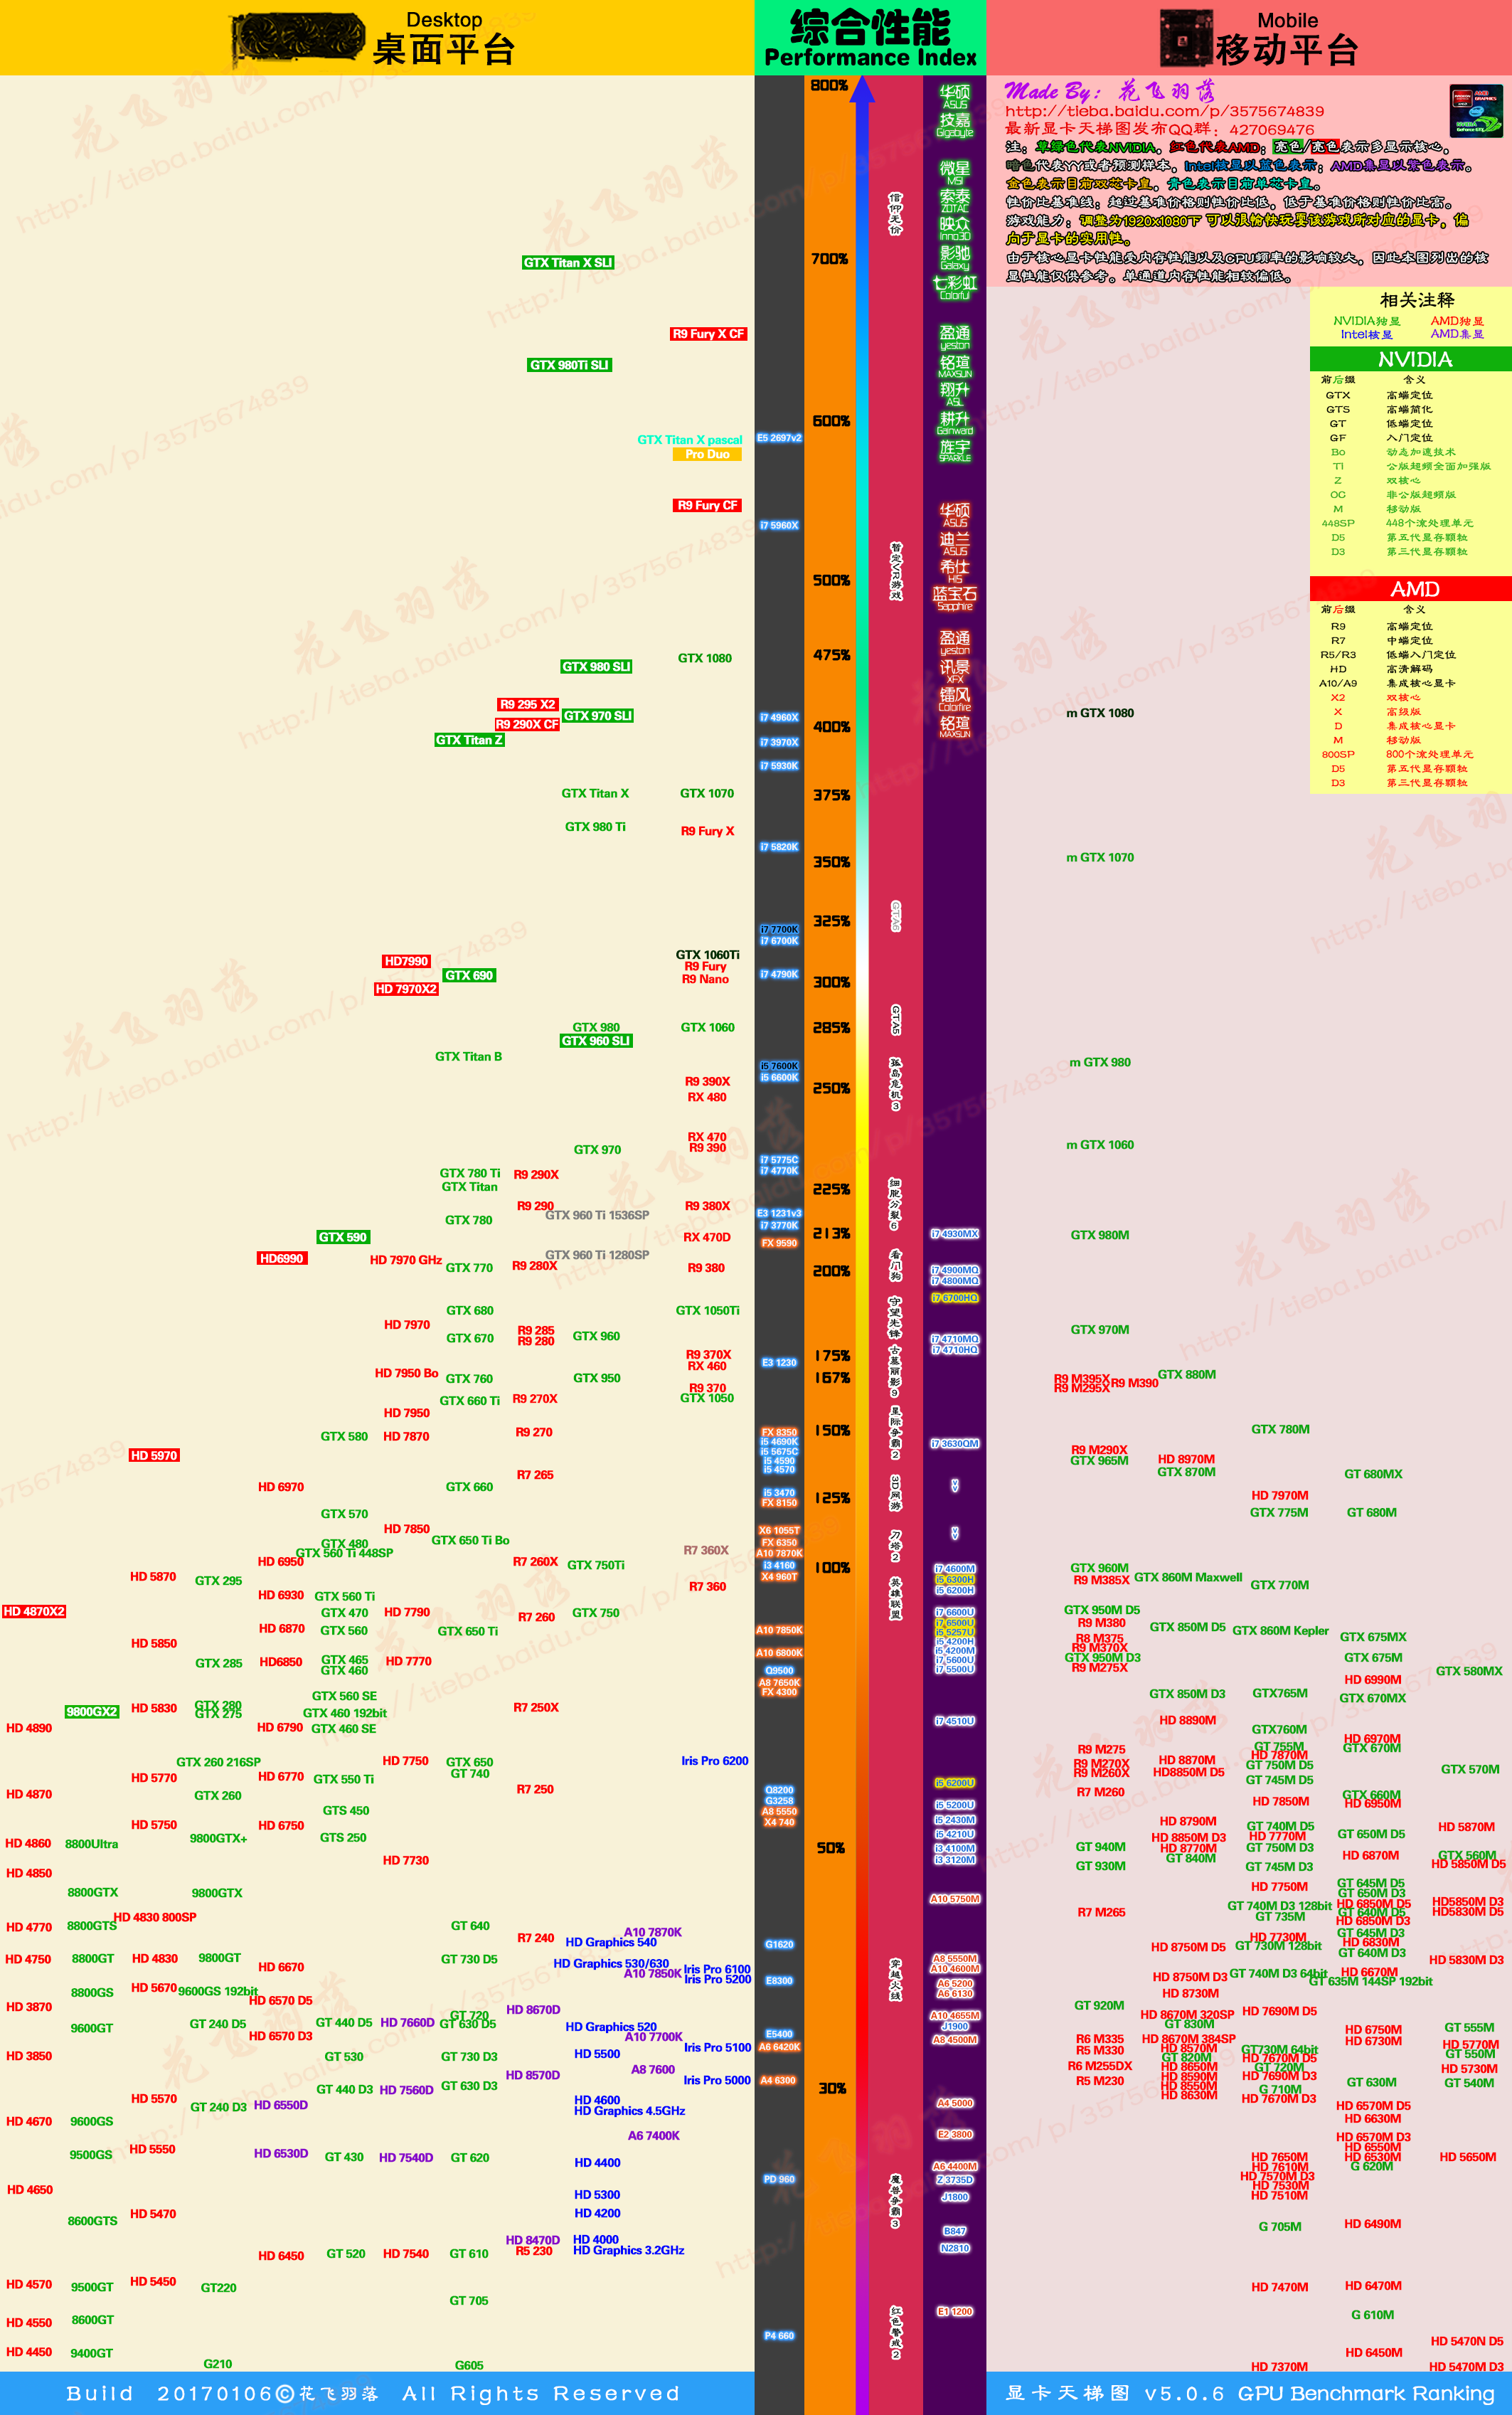 Desktop
桌面平台
综合性能
Performance Index
Mobile
移动平台
Made By: 花飞羽落
http://tieba.baidu.com/p/3575674839
最新显卡天梯图发布QQ群: 427069476
注: 草绿色代表NVIDIA, 红色代表AMD; 亮色/亮色表示多显示核心,
暗色代表YY或者预测样本, Intel核显以蓝色表示; AMD集显以紫色表示。
金色表示目前双芯卡皇, 青色表示目前单芯卡皇。
性价比基准线: 超过基准价格则性价比低, 低于基准价格则性价比高。
游戏能力: 调整为1920x1080下 可以很愉快玩耍该游戏所对应的显卡, 偏
向于显卡的实用性。
由于核心显卡性能受内存性能以及CPU频率的影响较大, 因此本图列出的核
显性能仅供参考。单通道内存性能相较偏低。
相关注释
NVIDIA独显 AMD独显
Intel核显 AMD集显
NVIDIA
前后缀 含义
GTX 高端定位
GTS 高端简化
GT 低端定位
GF 入门定位
Bo 动态加速技术
Ti 公版超频全面加强版
Z 双核心
OC 非公版超频版
M 移动版
448SP 448个流处理单元
D5 第五代显存颗粒
D3 第三代显存颗粒
AMD
前后缀 含义
R9 高端定位
R7 中端定位
R5/R3 低端入门定位
HD 高清解码
A10/A9 集成核心显卡
X2 双核心
X 高级版
D 集成核心显卡
M 移动版
800SP 800个流处理单元
D5 第五代显存颗粒
D3 第三代显存颗粒
GTX Titan X SLI
R9 Fury X CF
GTX 980Ti SLI
GTX Titan X pascal
Pro Duo
R9 Fury CF
GTX 1080
GTX 980 SLI
R9 295 X2
GTX 970 SLI
R9 290X CF
GTX Titan Z
GTX Titan X
GTX 1070
GTX 980 Ti
R9 Fury X
GTX 1060Ti
HD7990
R9 Fury
GTX 690
R9 Nano
HD 7970X2
GTX 980
GTX 1060
GTX 960 SLI
GTX Titan B
R9 390X
RX 480
RX 470
R9 390
GTX 970
GTX 780 Ti
R9 290X
GTX Titan
R9 290
R9 380X
GTX 960 Ti 1536SP
GTX 780
GTX 590
RX 470D
GTX 960 Ti 1280SP
HD6990
HD 7970 GHz
GTX 770
R9 280X
R9 380
GTX 680
GTX 1050Ti
HD 7970
R9 285
GTX 670
R9 280
GTX 960
R9 370X
RX 460
HD 7950 Bo
GTX 760
GTX 950
R9 370
GTX 1050
GTX 660 Ti
R9 270X
HD 7950
GTX 580
HD 7870
R9 270
HD 5970
R7 265
HD 6970
GTX 660
GTX 570
HD 7850
GTX 480
GTX 650 Ti Bo
GTX 560 Ti 448SP
R7 360X
HD 6950
R7 260X
GTX 750Ti
HD 5870
GTX 295
R7 360
HD 6930
GTX 560 Ti
HD 4870X2
GTX 470
HD 7790
R7 260
GTX 750
HD 6870
GTX 560
GTX 650 Ti
HD 5850
GTX 285
HD6850
GTX 465
HD 7770
GTX 460
GTX 560 SE
9800GX2
HD 5830
GTX 280
GTX 275
GTX 460 192bit
R7 250X
HD 4890
HD 6790
GTX 460 SE
GTX 260 216SP
HD 7750
GTX 650
Iris Pro 6200
GT 740
HD 5770
HD 6770
GTX 550 Ti
HD 4870
GTX 260
R7 250
GTS 450
HD 5750
HD 6750
HD 4860
8800Ultra
9800GTX+
GTS 250
HD 7730
HD 4850
8800GTX
9800GTX
HD 4830 800SP
HD 4770
8800GTS
GT 640
A10 7870K
R7 240
HD Graphics 540
HD 4750
8800GT
HD 4830
9800GT
GT 730 D5
HD Graphics 530/630
HD 6670
Iris Pro 6100
A10 7850K
Iris Pro 5200
8800GS
HD 5670
9600GS 192bit
HD 6570 D5
HD 3870
HD 8670D
GT 720
9600GT
GT 240 D5
GT 440 D5
HD 7660D
GT 630 D5
HD Graphics 520
HD 6570 D3
A10 7700K
Iris Pro 5100
HD 3850
GT 530
GT 730 D3
HD 5500
A8 7600
HD 8570D
Iris Pro 5000
GT 440 D3
HD 7560D
GT 630 D3
HD 5570
GT 240 D3
HD 6550D
HD 4600
HD Graphics 4.5GHz
HD 4670
9600GS
A6 7400K
9500GS
HD 5550
HD 6530D
GT 430
HD 7540D
GT 620
HD 4400
HD 4650
HD 5300
8600GTS
HD 5470
HD 4200
HD 8470D
HD 4000
HD 6450
GT 520
HD 7540
GT 610
R5 230
HD Graphics 3.2GHz
HD 4570
9500GT
HD 5450
GT220
GT 705
HD 4550
8600GT
HD 4450
9400GT
G210
G605
E5 2697v2
i7 5960X
i7 4960X
i7 3970X
i7 5930K
i7 5820K
i7 7700K
i7 6700K
i7 4790K
i5 7600K
i5 6600K
i7 5775C
i7 4770K
E3 1231v3
i7 3770K
FX 9590
E3 1230
FX 8350
i5 4690K
i5 5675C
i5 4590
i5 4570
i5 3470
FX 8150
X6 1055T
FX 6350
A10 7870K
i3 4160
X4 960T
A10 7850K
A10 6800K
Q9500
A8 7650K
FX 4300
Q8200
G3258
A8 5550
X4 740
G1620
E8300
E5400
A6 6420K
A4 6300
PD 960
P4 660
800%
700%
600%
500%
475%
400%
375%
350%
325%
300%
285%
250%
225%
213%
200%
175%
167%
150%
125%
100%
50%
30%
信仰无价
暂定VR游戏
GTA5
GTA5
孤岛危机3
细胞分裂6
看门狗
守望先锋
古墓丽影9
星际争霸2
3D网游
刀塔2
英雄联盟
穿越火线
魔兽争霸3
红色警戒2
华硕
ASUS
技嘉
Gigabyte
微星
MSI
索泰
ZOTAC
映众
Inno3D
影驰
Galaxy
七彩虹
Colorful
盈通
yeston
铭瑄
MAXSUN
翔升
ASL
耕升
Gainward
旌宇
SPARKLE
华硕
ASUS
迪兰
ASUS
希仕
HIS
蓝宝石
Sapphire
盈通
yeston
讯景
XFX
镭风
Colorfire
铭瑄
MAXSUN
i7 4930MX
i7 4900MQ
i7 4800MQ
i7 6700HQ
i7 4710MQ
i7 4710HQ
i7 3630QM
i7 4600M
i5 6300H
i5 6200H
i7 6600U
i7 6500U
i5 5257U
i5 4200H
i5 4200M
i7 5600U
i7 5500U
i7 4510U
i5 6200U
i5 5200U
i5 2430M
i5 4210U
i3 4100M
i3 3120M
A10 5750M
A8 5550M
A10 4600M
A6 5200
A6 6130
A10 4655M
J1900
A8 4500M
A4 5000
E2 3800
A6 4400M
Z 3735D
J1800
B847
N2810
E1 1200
m GTX 1080
m GTX 1070
m GTX 980
m GTX 1060
GTX 980M
GTX 970M
GTX 880M
R9 M395X
R9 M390
R9 M295X
GTX 780M
R9 M290X
GTX 965M
HD 8970M
GTX 870M
GT 680MX
HD 7970M
GTX 775M
GT 680M
GTX 960M
R9 M385X
GTX 860M Maxwell
GTX 770M
GTX 950M D5
R9 M380
GTX 850M D5
GTX 860M Kepler
R8 M375
GTX 675MX
R9 M370X
GTX 950M D3
GTX 675M
R9 M275X
GTX 580MX
HD 6990M
GTX 850M D3
GTX765M
GTX 670MX
HD 8890M
GTX760M
HD 6970M
GT 755M
R9 M275
GTX 670M
HD 7870M
HD 8870M
R9 M270X
GT 750M D5
GTX 570M
R9 M260X
HD8850M D5
GT 745M D5
R7 M260
GTX 660M
HD 7850M
HD 6950M
HD 8790M
GT 740M D5
HD 5870M
HD 8850M D3
HD 7770M
GT 650M D5
GT 940M
HD 8770M
GT 750M D3
GT 840M
HD 6870M
GTX 560M
GT 930M
GT 745M D3
HD 5850M D5
HD 7750M
GT 645M D5
GT 650M D3
GT 740M D3 128bit
HD 6850M D5
HD5850M D3
R7 M265
GT 735M
GT 640M D5
HD5830M D5
HD 6850M D3
GT 645M D3
HD 7730M
HD 6830M
HD 8750M D5
GT 730M 128bit
GT 640M D3
HD 5830M D3
HD 8750M D3
GT 740M D3 64bit
HD 6670M
GT 635M 144SP 192bit
HD 8730M
GT 920M
HD 8670M 320SP
HD 7690M D5
GT 830M
HD 6750M
GT 555M
R6 M335
HD 8670M 384SP
HD 6730M
R5 M330
HD 8570M
GT730M 64bit
HD 5770M
GT 820M
HD 7670M D5
GT 550M
R6 M255DX
HD 8650M
GT 720M
HD 5730M
HD 8590M
HD 7690M D3
R5 M230
HD 8550M
GT 630M
GT 540M
HD 8630M
G 710M
HD 7670M D3
HD 6570M D5
HD 6630M
HD 6570M D3
HD 6550M
HD 7650M
HD 6530M
HD 5650M
HD 7610M
G 620M
HD 7570M D3
HD 7530M
HD 7510M
G 705M
HD 6490M
HD 7470M
HD 6470M
G 610M
HD 5470N D5
HD 6450M
HD 7370M
HD 5470M D3
Build 20170106©花飞羽落 All Rights Reserved
显卡天梯图 v5.0.6 GPU Benchmark Ranking